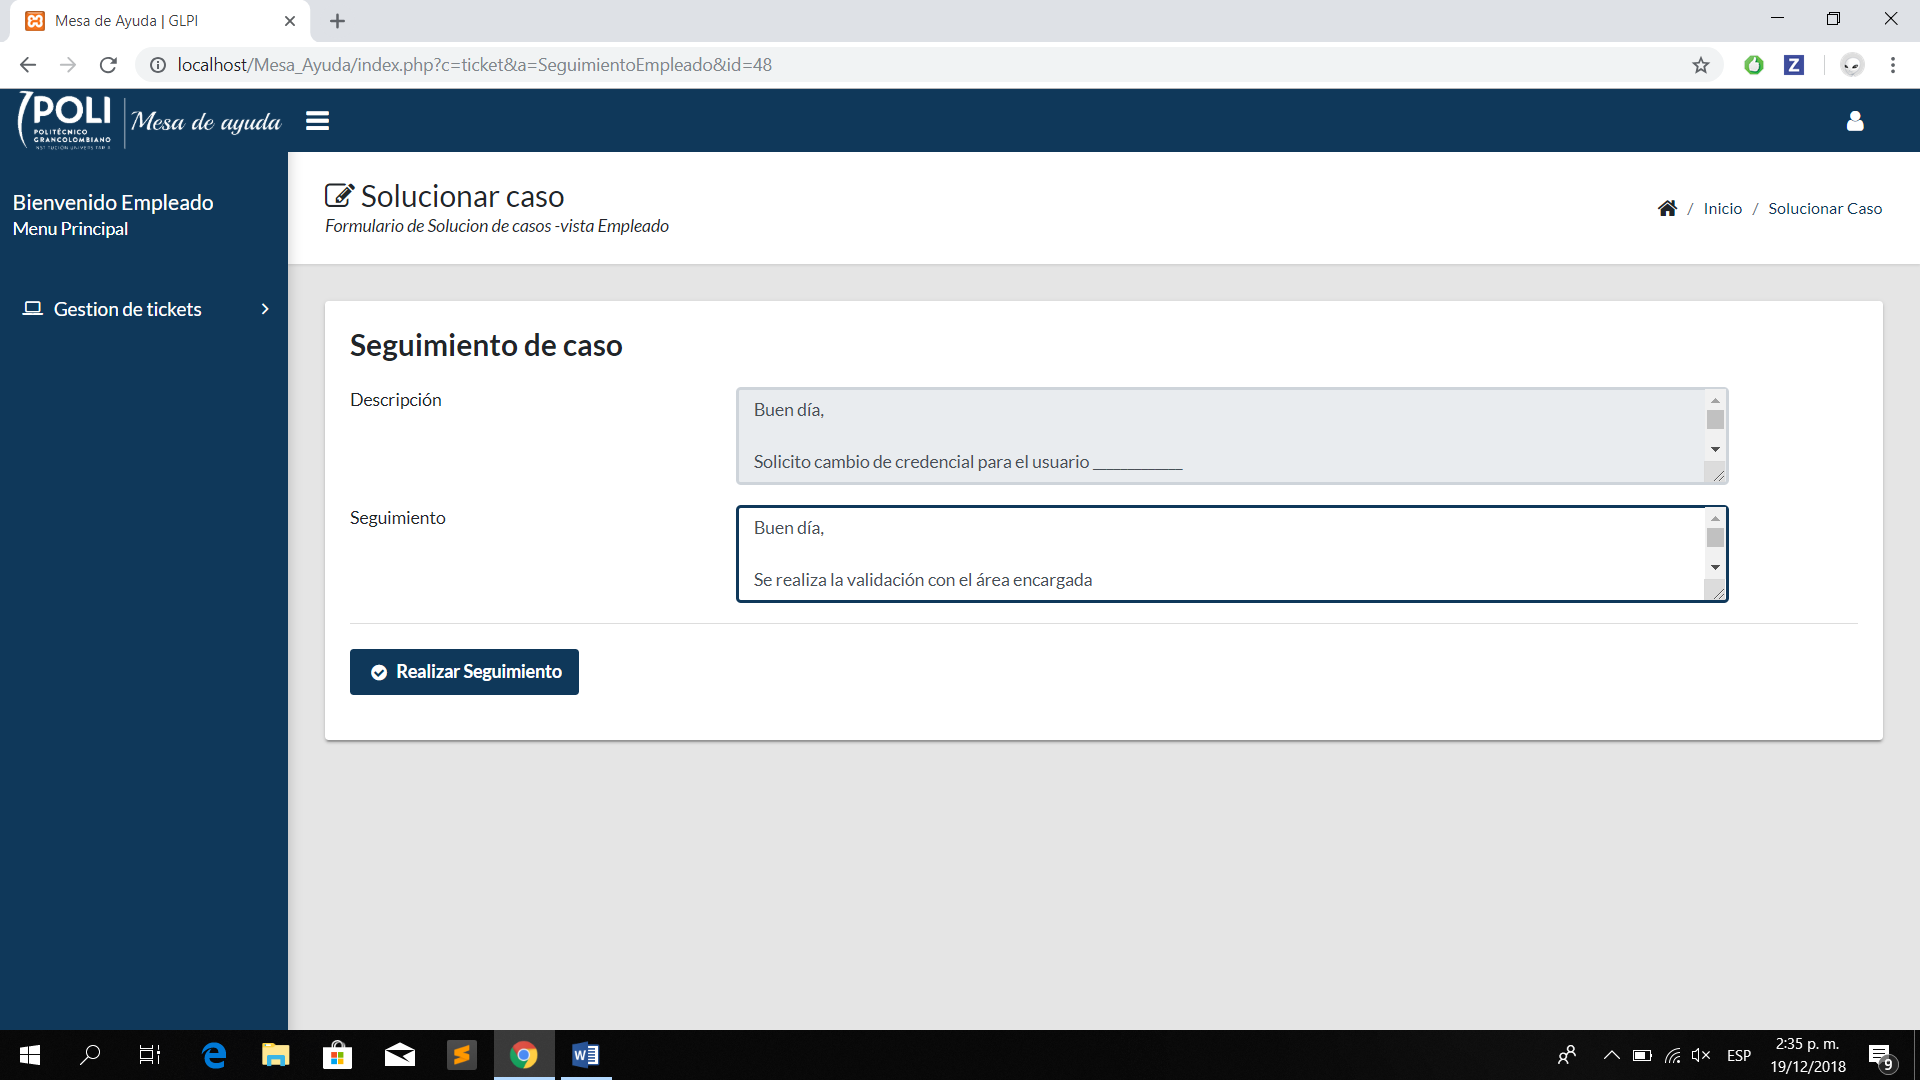 Mesa de Ayuda | GLPI
localhost/Mesa_Ayuda/index.php?c=ticket&a=SeguimientoEmpleado&id=48
Z
POLI
POLITÉCNICO
GRANCOLOMBIANO
Mesa de ayuda
Bienvenido Empleado
Menu Principal
Gestion de tickets
Solucionar caso
Formulario de Solucion de casos -vista Empleado
/ Inicio / Solucionar Caso
Seguimiento de caso
Descripción
Buen día,
Solicito cambio de credencial para el usuario ____________
Seguimiento
Buen día,
Se realiza la validación con el área encargada
Realizar Seguimiento
ESP
2:35 p. m.
19/12/2018
9